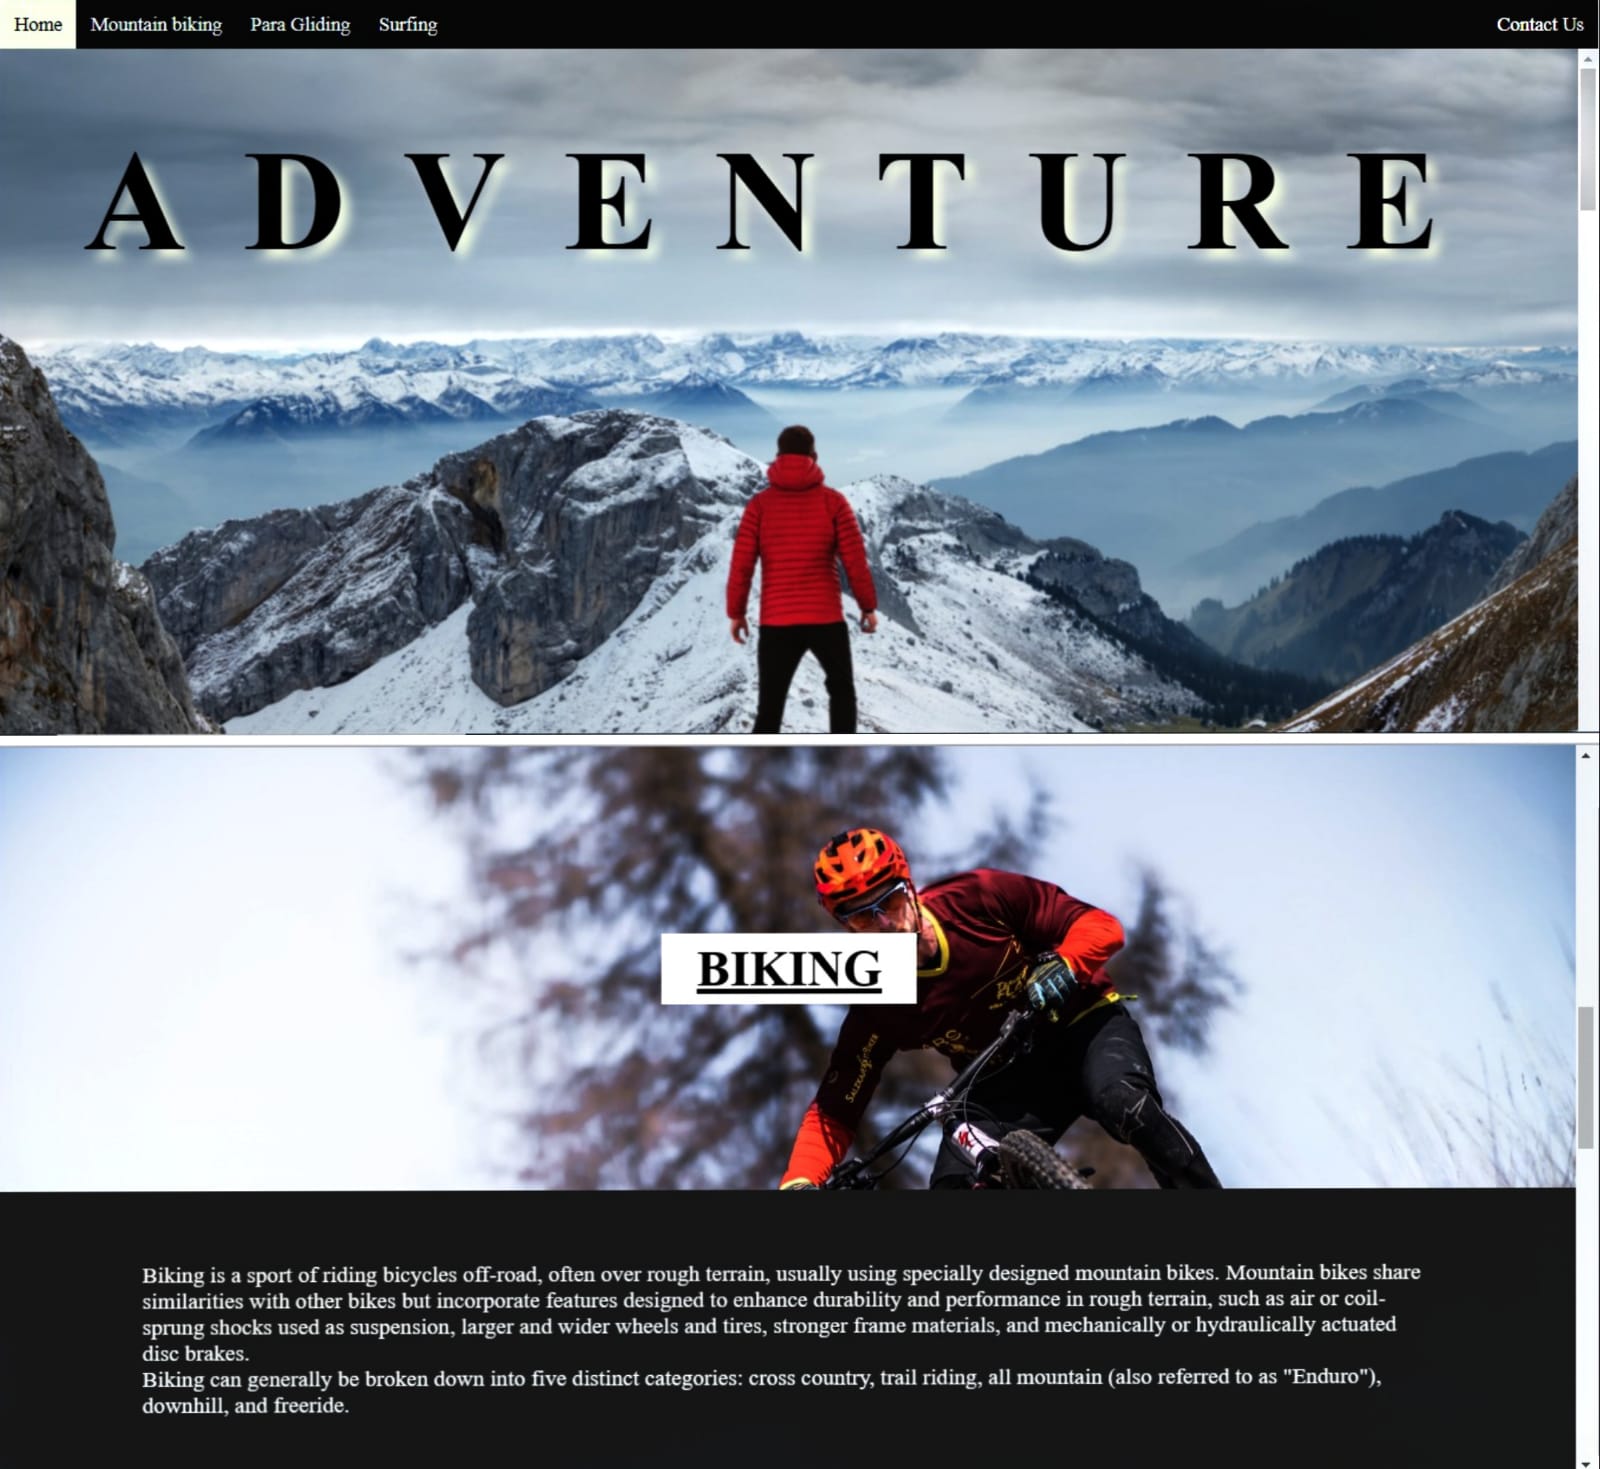 Home Mountain biking Para Gliding Surfing Contact Us
ADVENTURE
BIKING
Biking is a sport of riding bicycles off-road, often over rough terrain, usually using specially designed mountain bikes. Mountain bikes share
similarities with other bikes but incorporate features designed to enhance durability and performance in rough terrain, such as air or coil-
sprung shocks used as suspension, larger and wider wheels and tires, stronger frame materials, and mechanically or hydraulically actuated
disc brakes.
Biking can generally be broken down into five distinct categories: cross country, trail riding, all mountain (also referred to as "Enduro"),
downhill, and freeride.